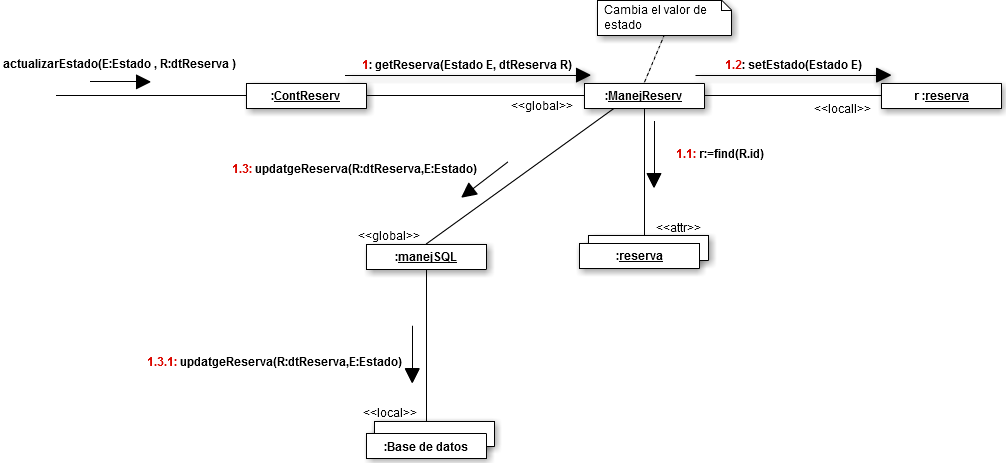 Cambia el valor de
estado
actualizarEstado(E:Estado , R:dtReserva )
1: getReserva(Estado E, dtReserva R)
1.2: setEstado(Estado E)
:ContReserv
:ManejReserv
r :reserva
<<global>>
<<locall>>
1.1: r:=find(R.id)
1.3: updatgeReserva(R:dtReserva,E:Estado)
<<attr>>
<<global>>
:reserva
:manejSQL
1.3.1: updatgeReserva(R:dtReserva,E:Estado)
<<local>>
:Base de datos